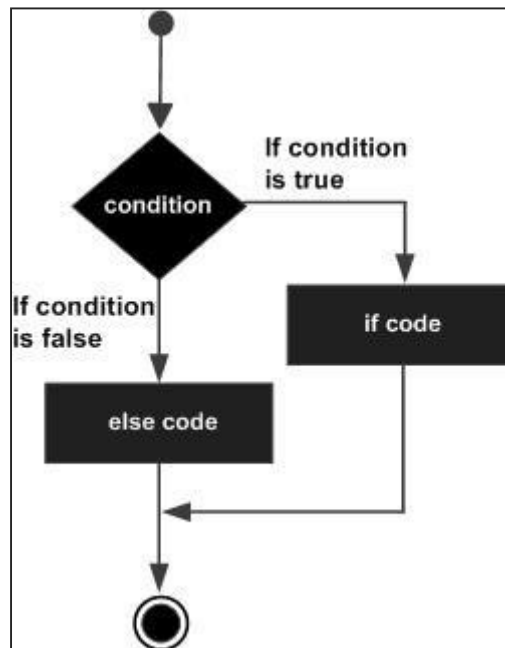 If condition
is true
condition
If condition
is false
if code
else code